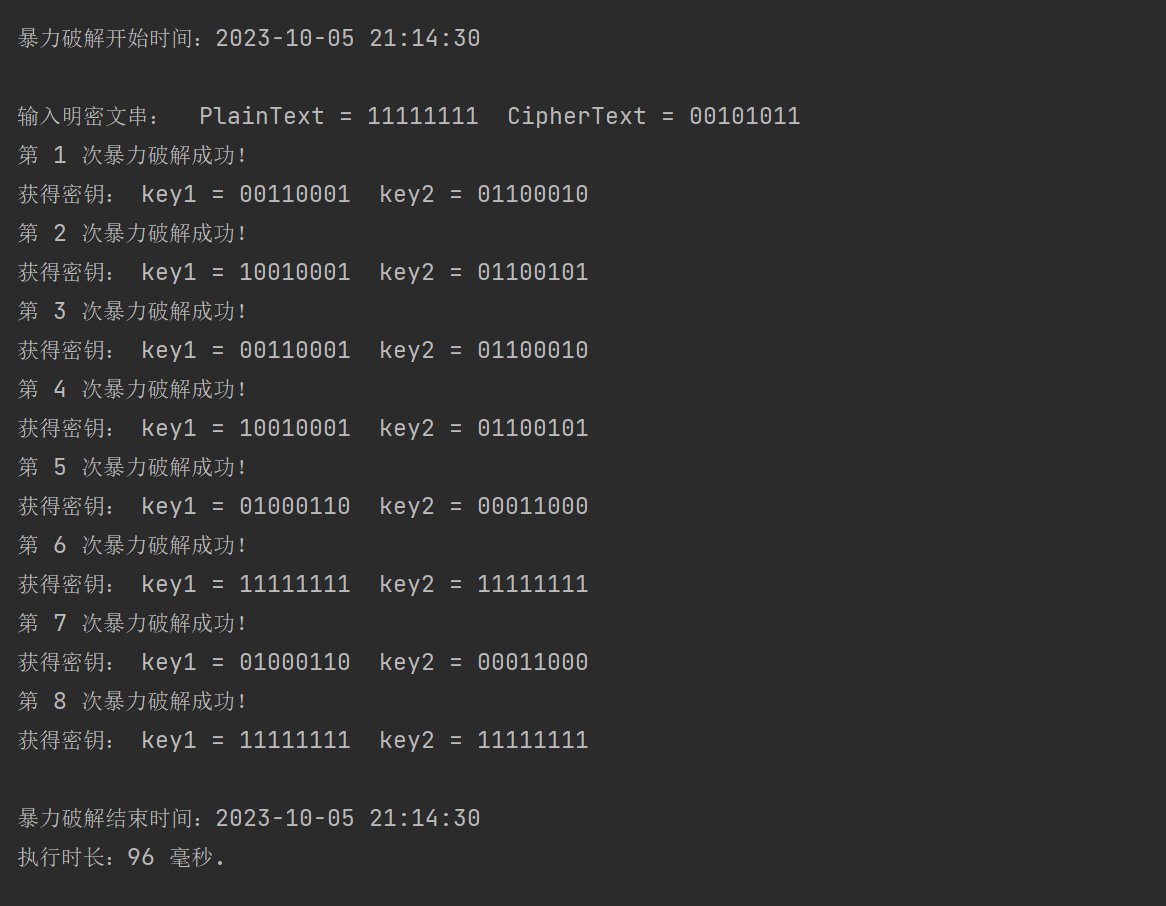 暴力破解开始时间：2023-10-05 21:14:30
输入明密文串：  PlainText = 11111111  CipherText = 00101011
第 1 次暴力破解成功！
获得密钥： key1 = 00110001  key2 = 01100010
第 2 次暴力破解成功！
获得密钥： key1 = 10010001  key2 = 01100101
第 3 次暴力破解成功！
获得密钥： key1 = 00110001  key2 = 01100010
第 4 次暴力破解成功！
获得密钥： key1 = 10010001  key2 = 01100101
第 5 次暴力破解成功！
获得密钥： key1 = 01000110  key2 = 00011000
第 6 次暴力破解成功！
获得密钥： key1 = 11111111  key2 = 11111111
第 7 次暴力破解成功！
获得密钥： key1 = 01000110  key2 = 00011000
第 8 次暴力破解成功！
获得密钥： key1 = 11111111  key2 = 11111111
暴力破解结束时间：2023-10-05 21:14:30
执行时长：96 毫秒.